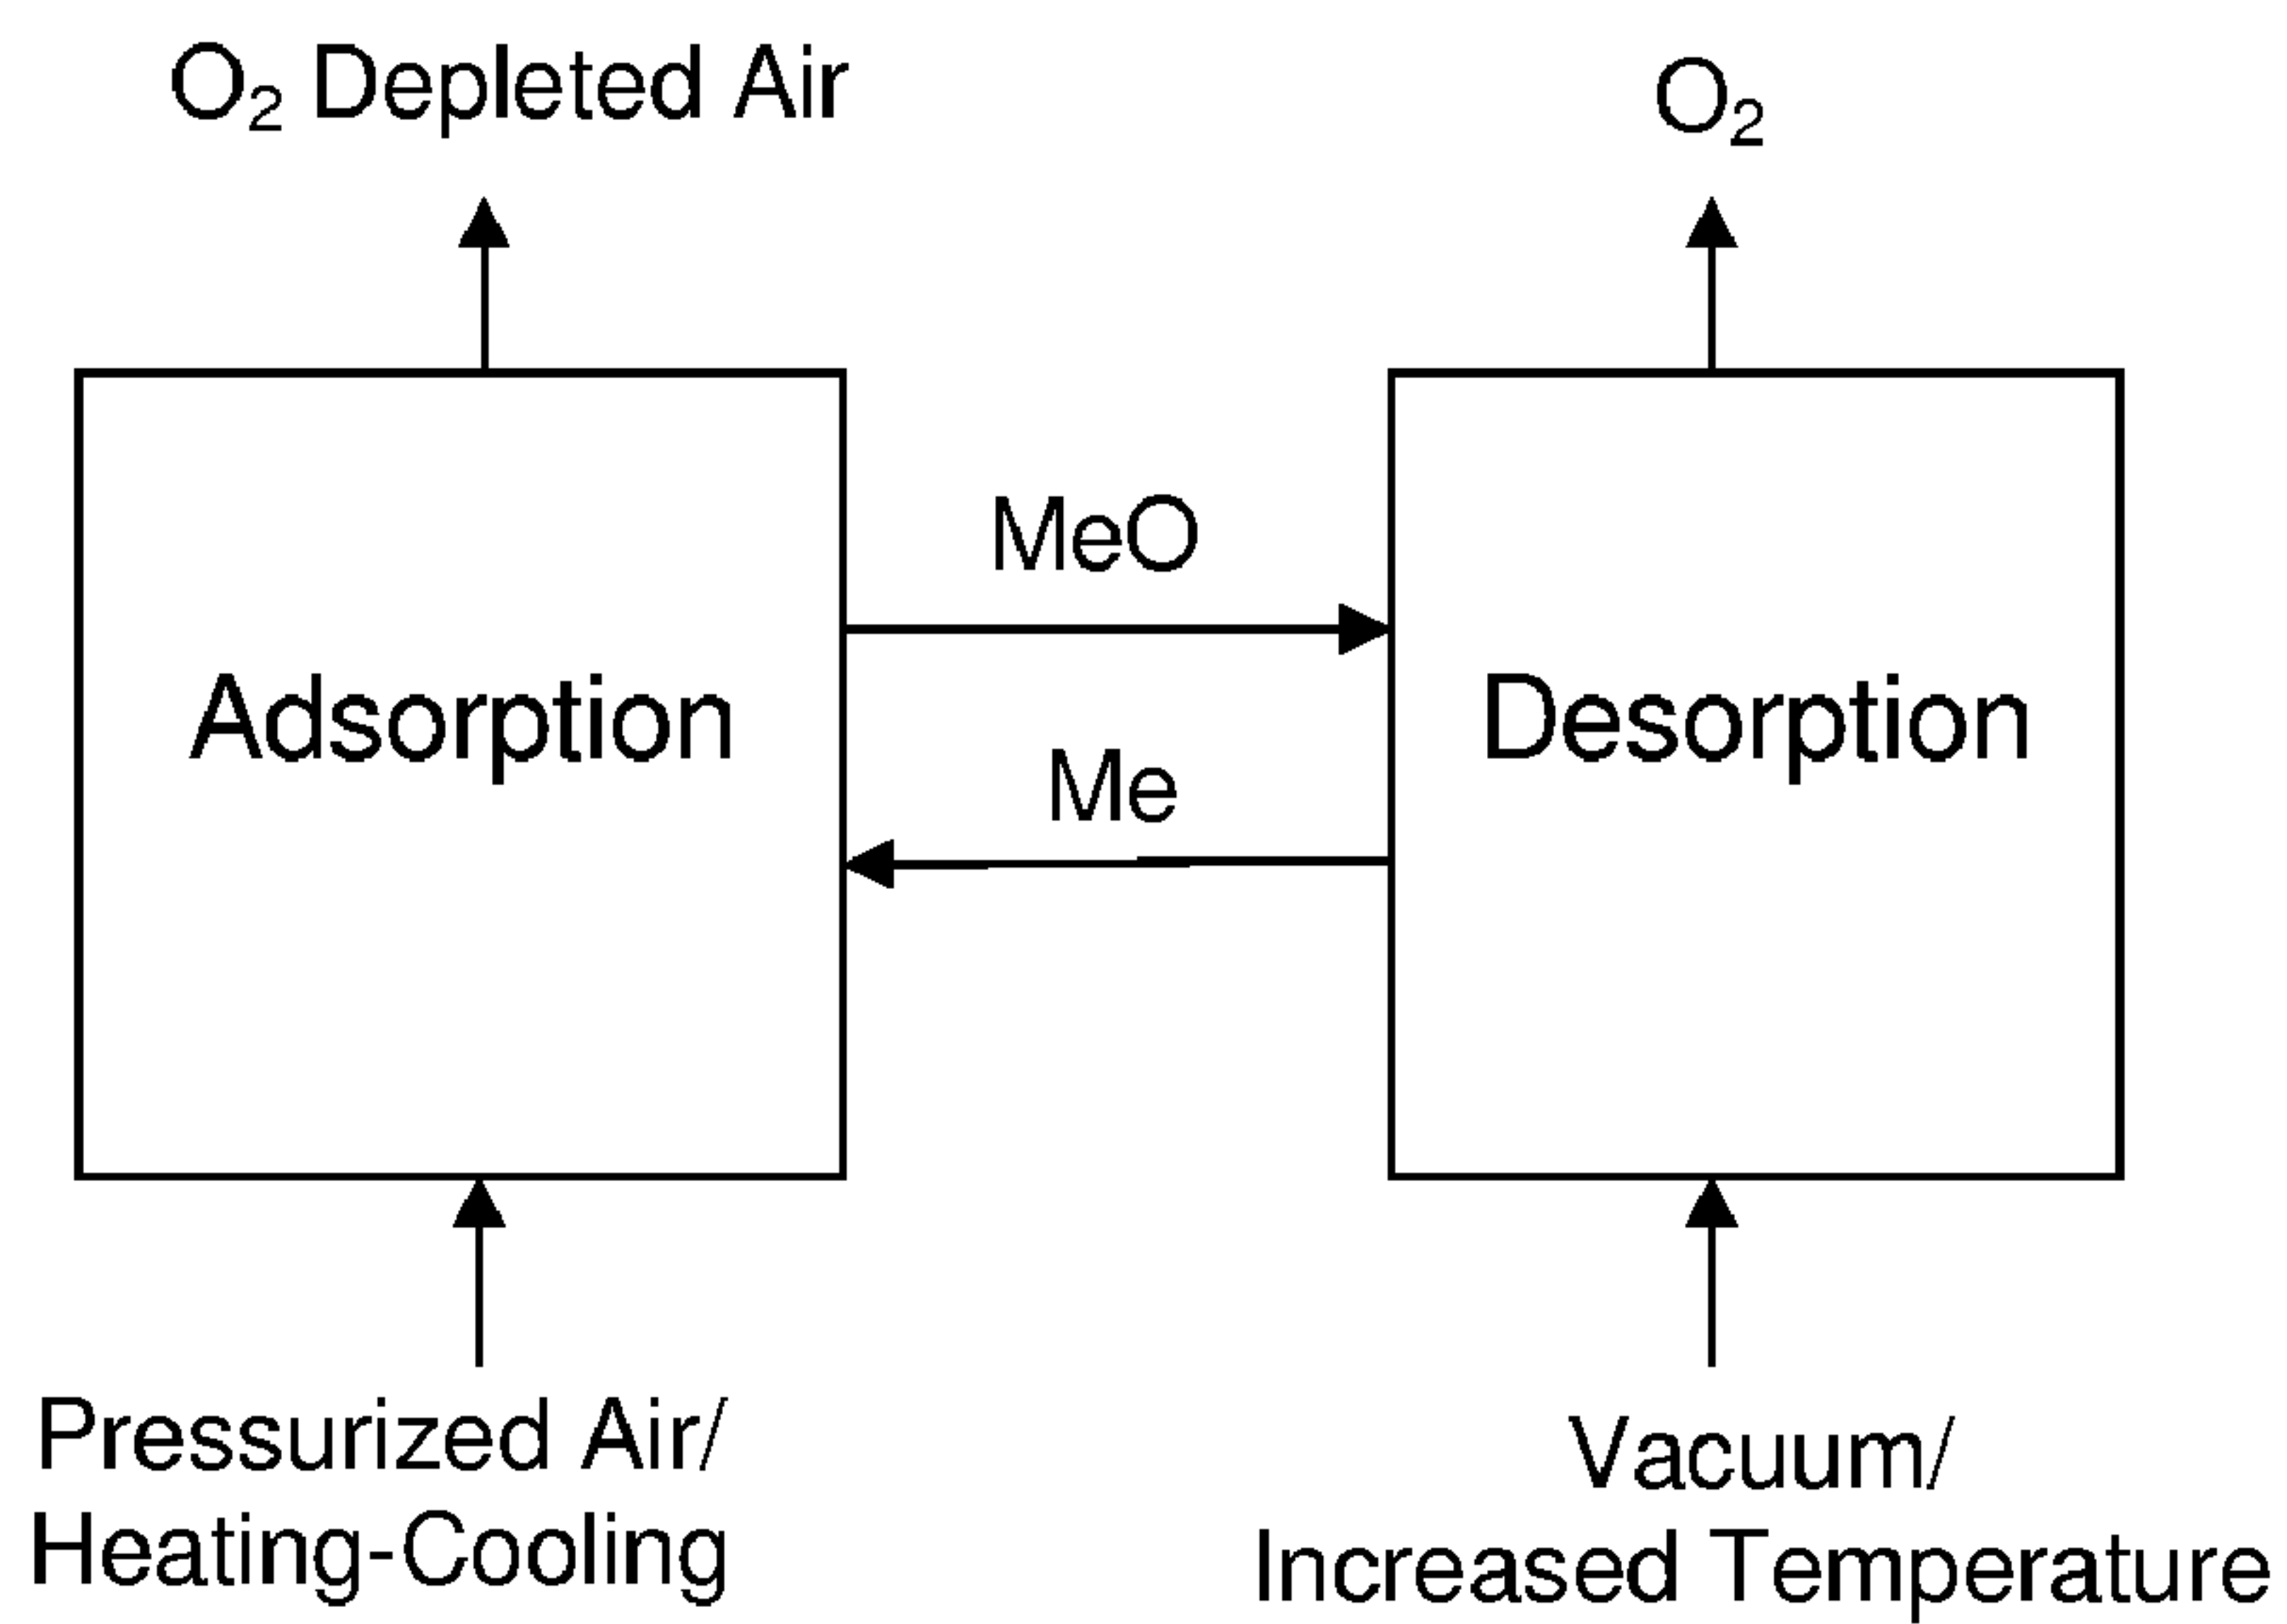 O₂ Depleted Air
O₂
MeO
Adsorption
Desorption
Me
Pressurized Air/
Heating-Cooling
Vacuum/
Increased Temperature